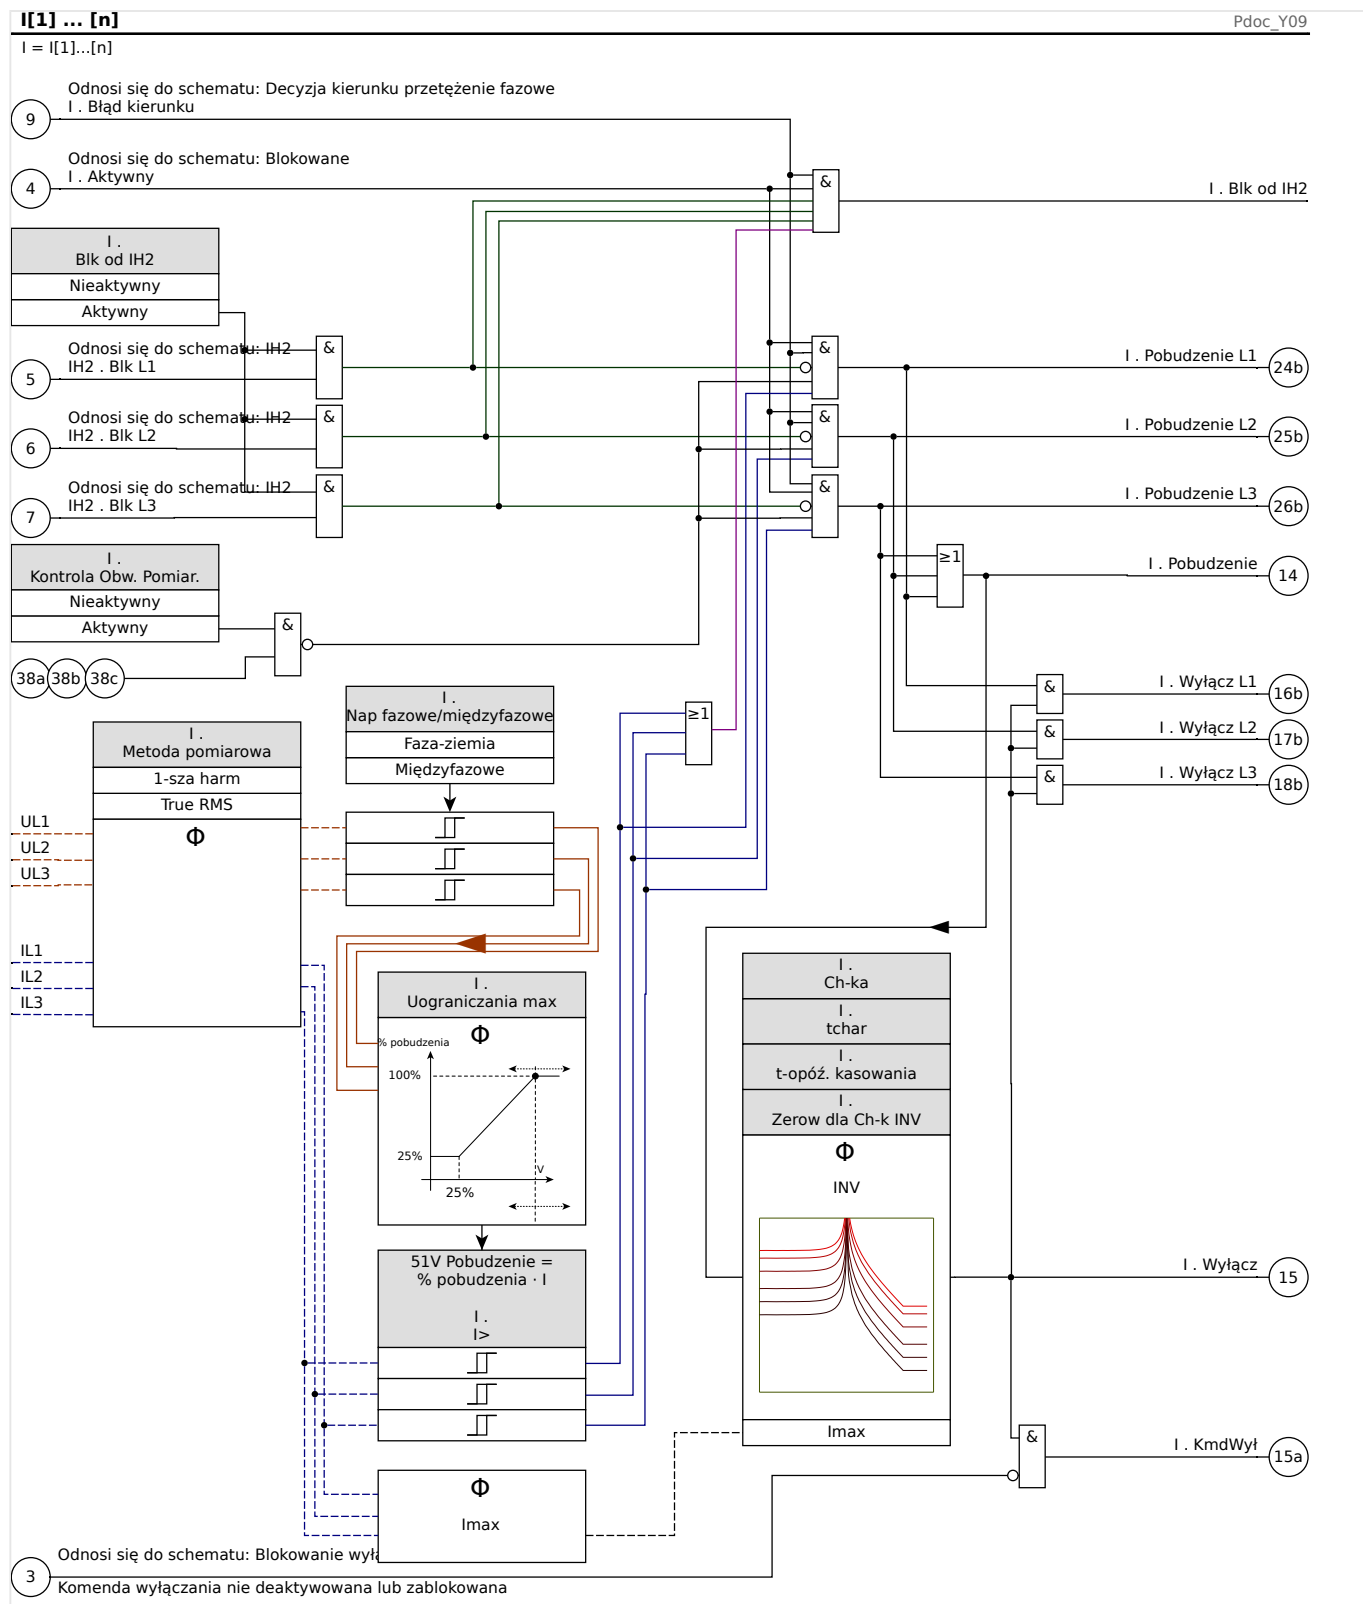 I[1] ... [n]
Pdoc_Y09
I = I[1]...[n]
Odnosi się do schematu: Decyzja kierunku przetężenie fazowe
I . Błąd kierunku
9
Odnosi się do schematu: Blokowane
I . Aktywny
4
&
I . Blk od IH2
I .
Blk od IH2
Nieaktywny
Aktywny
Odnosi się do schematu: IH2
IH2 . Blk L1
5
&
&
I . Pobudzenie L1
24b
Odnosi się do schematu: IH2
IH2 . Blk L2
6
&
&
I . Pobudzenie L2
25b
Odnosi się do schematu: IH2
IH2 . Blk L3
7
&
&
I . Pobudzenie L3
26b
I .
Kontrola Obw. Pomiar.
Nieaktywny
Aktywny
≥1
I . Pobudzenie
14
&
38a 38b 38c
I .
Nap fazowe/międzyfazowe
Faza-ziemia
Międzyfazowe
≥1
&
I . Wyłącz L1
16b
&
I . Wyłącz L2
17b
&
I . Wyłącz L3
18b
I .
Metoda pomiarowa
1-sza harm
True RMS
Φ
UL1
UL2
UL3
IL1
IL2
IL3
I .
Uograniczania max
Φ
% pobudzenia
100%
25%
V
25%
I .
Ch-ka
I .
tchar
I .
t-opóź. kasowania
I .
Zerow dla Ch-k INV
Φ
INV
Imax
51V Pobudzenie =
% pobudzenia · I
I .
I>
I . Wyłącz
15
&
I . KmdWył
15a
Φ
Imax
Odnosi się do schematu: Blokowanie wyła
3
Komenda wyłączania nie deaktywowana lub zablokowana